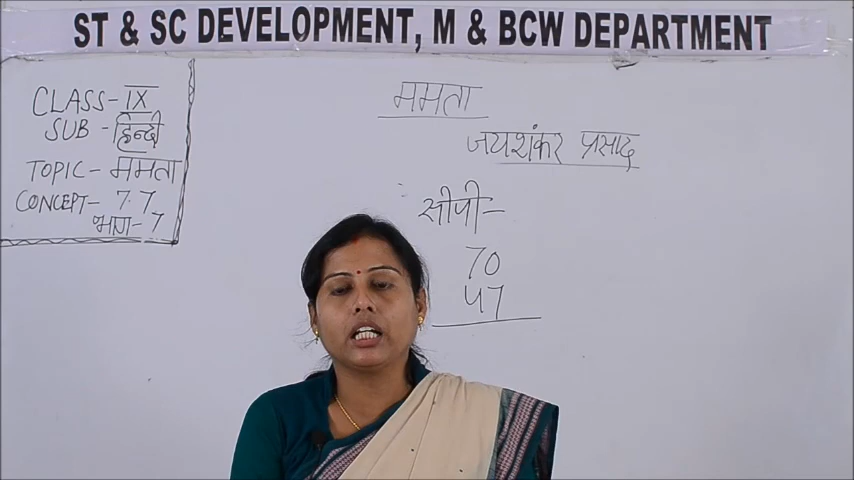 ST & SC DEVELOPMENT, M & BCW DEPARTMENT
CLASS- IX
SUB - हिन्दी
TOPIC- ममता
CONCEPT- 7.7
भाग- 7
ममता
जयशंकर प्रसाद
सीपी-
70
57